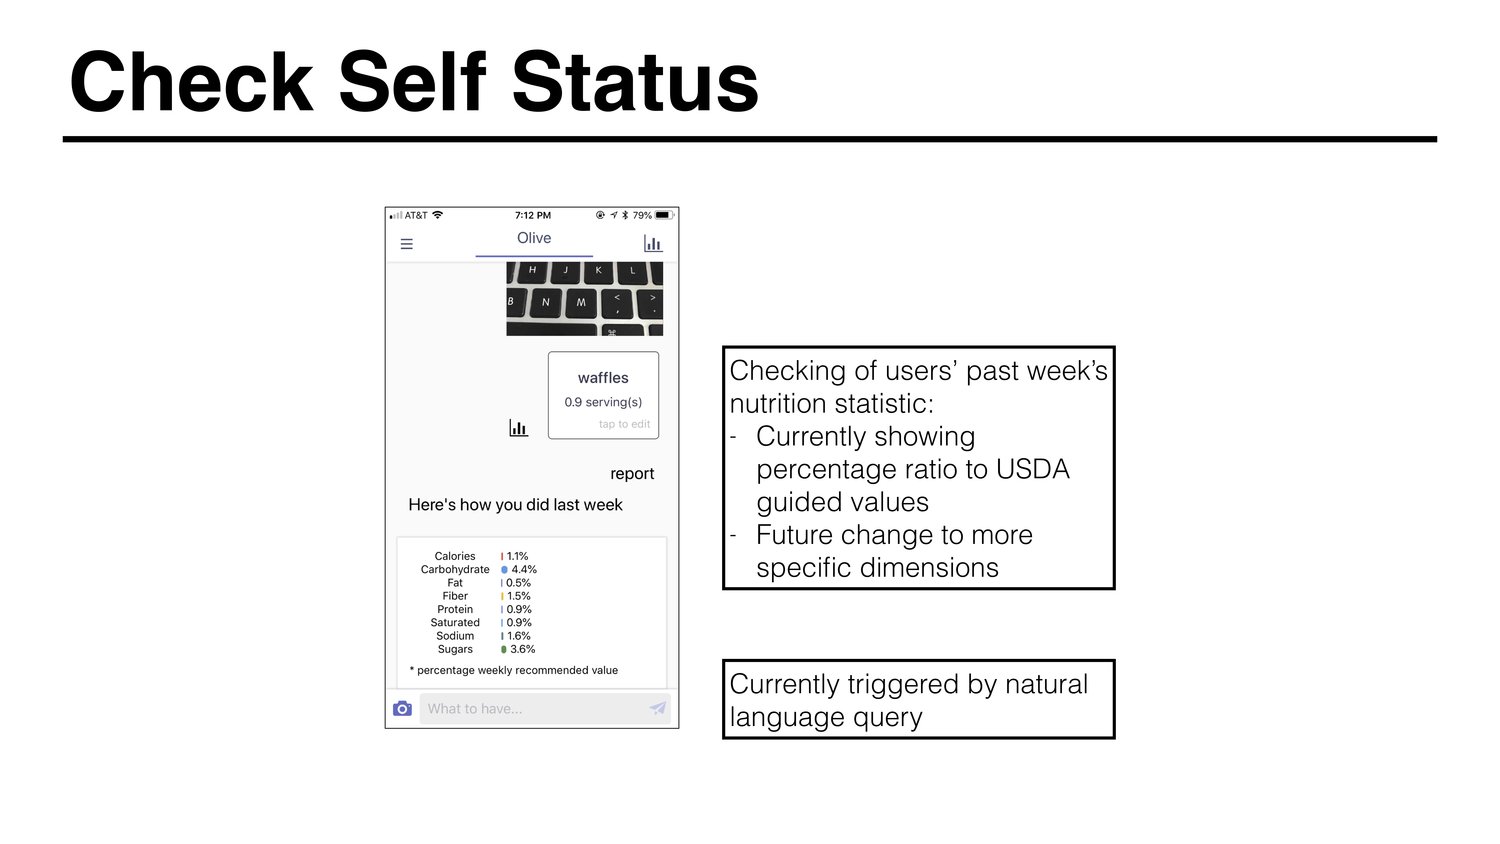 Check Self Status
AT&T 7:12 PM 79%
Olive
H J K L
B N M < ,  > .
⌘
waffles
0.9 serving(s)
tap to edit
report
Here's how you did last week
Calories 1.1%
Carbohydrate 4.4%
Fat 0.5%
Fiber 1.5%
Protein 0.9%
Saturated 0.9%
Sodium 1.6%
Sugars 3.6%
* percentage weekly recommended value
What to have...
Checking of users’ past week’s
nutrition statistic:
- Currently showing
percentage ratio to USDA
guided values
- Future change to more
specific dimensions
Currently triggered by natural
language query